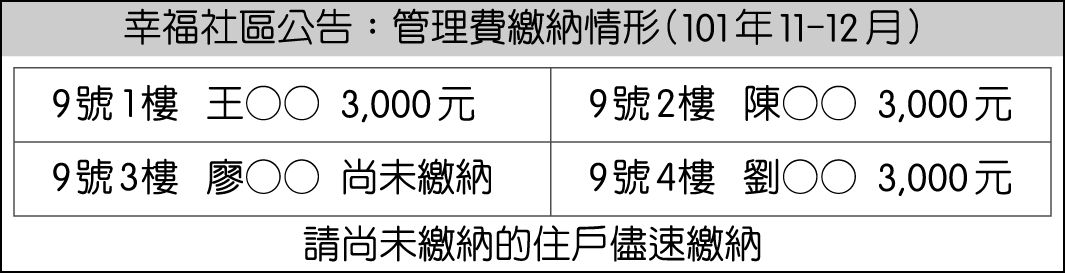 幸福社區公告：管理費繳納情形（101年11-12月）
9號1樓 王○○ 3,000元 9號2樓 陳○○ 3,000元
9號3樓 廖○○ 尚未繳納 9號4樓 劉○○ 3,000元
請尚未繳納的住戶儘速繳納